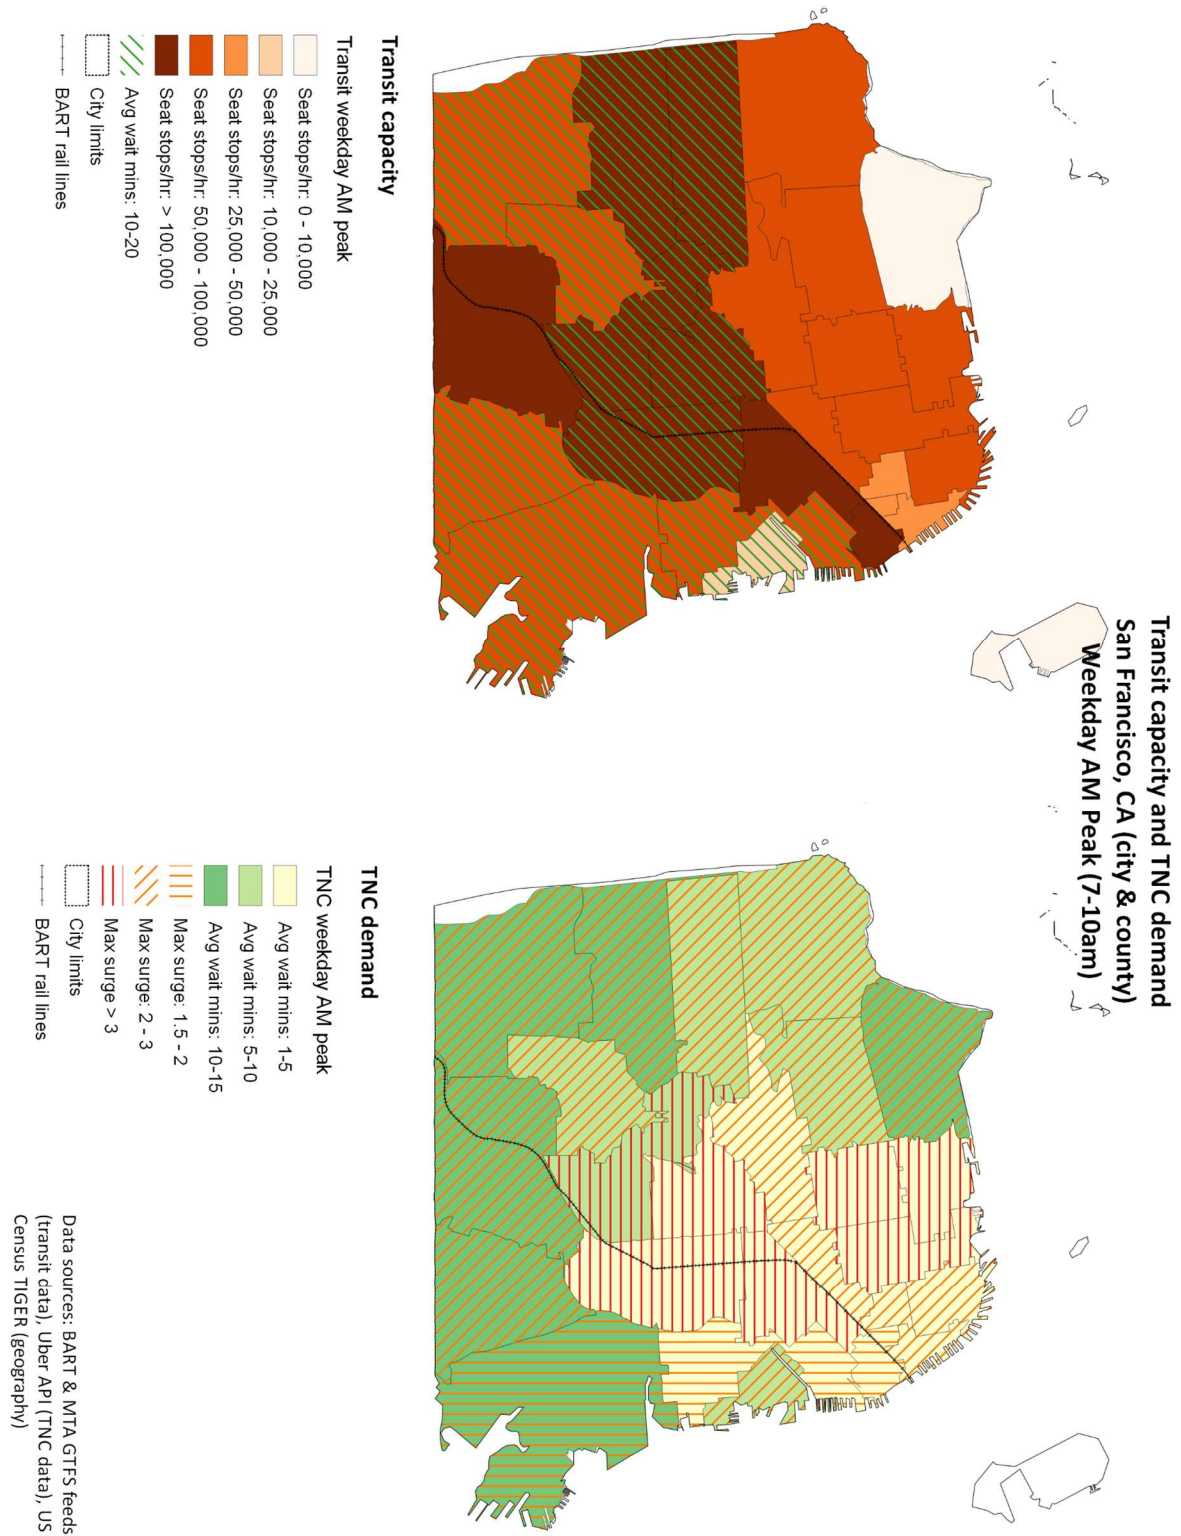 Transit capacity and TNC demand
San Francisco, CA (city & county)
Weekday AM Peak (7-10am)
Transit capacity
Transit weekday AM peak
Seat stops/hr: 0 - 10,000
Seat stops/hr: 10,000 - 25,000
Seat stops/hr: 25,000 - 50,000
Seat stops/hr: 50,000 - 100,000
Seat stops/hr: > 100,000
Avg wait mins: 10-20
City limits
BART rail lines
TNC demand
TNC weekday AM peak
Avg wait mins: 1-5
Avg wait mins: 5-10
Avg wait mins: 10-15
Max surge: 1.5 - 2
Max surge: 2 - 3
Max surge > 3
City limits
BART rail lines
Data sources: BART & MTA GTFS feeds
(transit data), Uber API (TNC data), US
Census TIGER (geography)